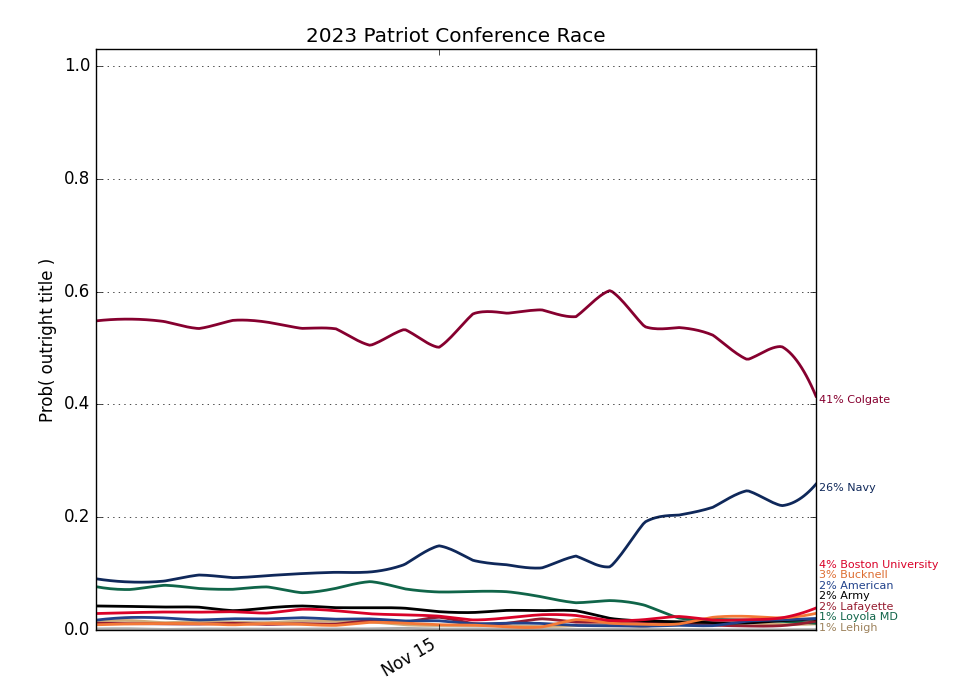 2023 Patriot Conference Race
1.0
0.8
0.6
0.4
0.2
0.0
Prob( outright title )
Nov 15
41% Colgate
26% Navy
4% Boston University
3% Bucknell
2% American
2% Army
2% Lafayette
1% Loyola MD
1% Lehigh